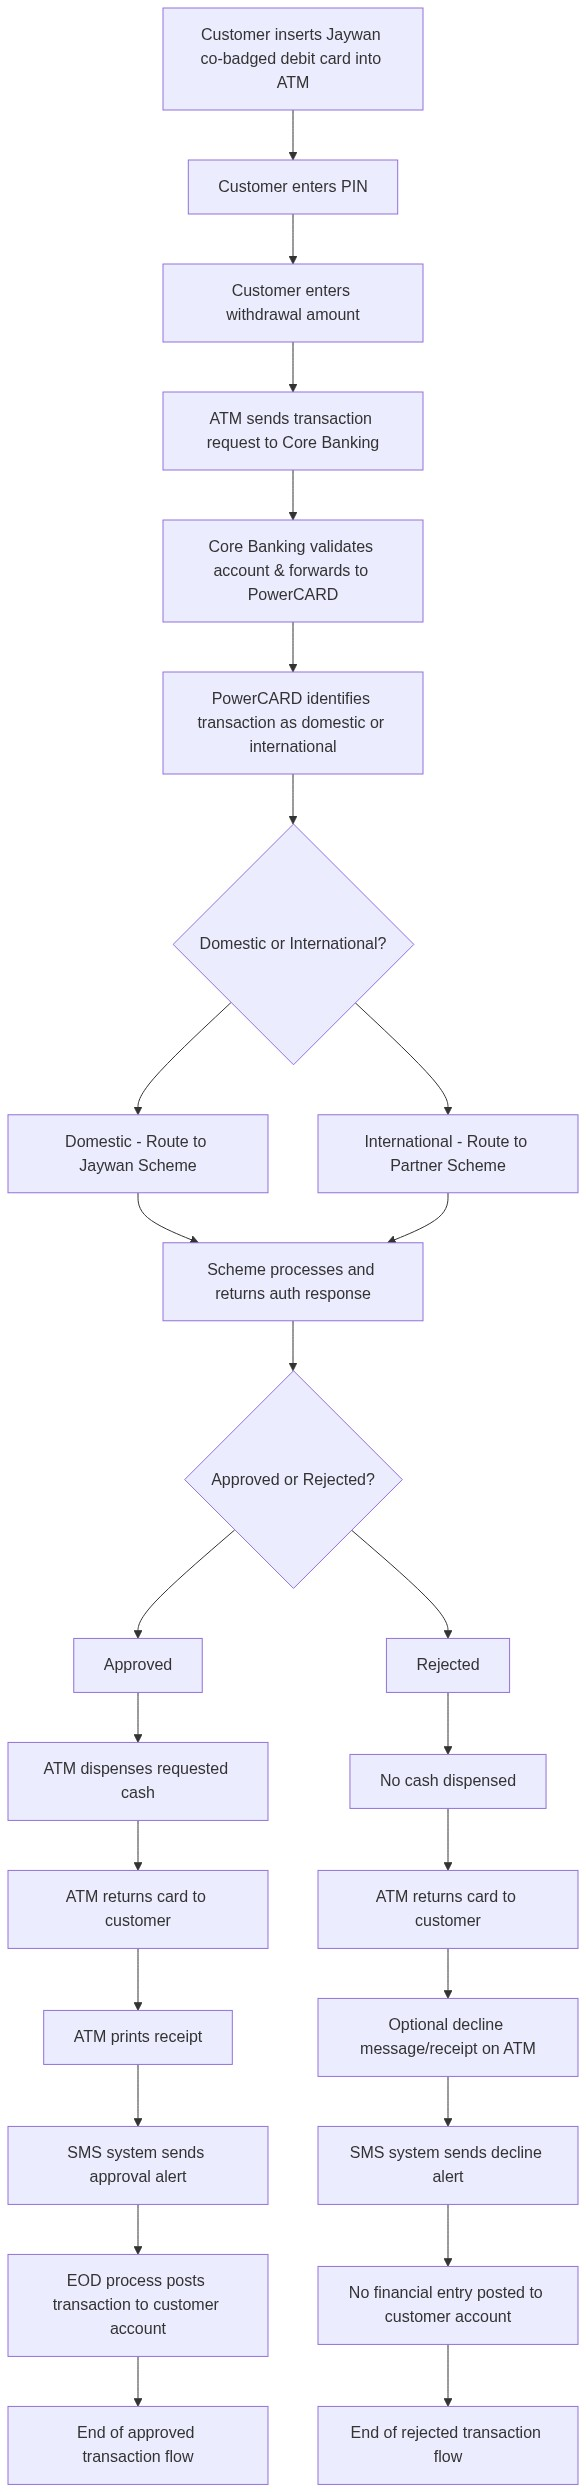 Customer inserts Jaywan
co-badged debit card into
ATM
Customer enters PIN
Customer enters
withdrawal amount
ATM sends transaction
request to Core Banking
Core Banking validates
account & forwards to
PowerCARD
PowerCARD identifies
transaction as domestic or
international
Domestic or International?
Domestic - Route to
Jaywan Scheme
International - Route to
Partner Scheme
Scheme processes and
returns auth response
Approved or Rejected?
Approved
Rejected
ATM dispenses requested
cash
No cash dispensed
ATM returns card to
customer
ATM returns card to
customer
ATM prints receipt
Optional decline
message/receipt on ATM
SMS system sends
approval alert
SMS system sends decline
alert
EOD process posts
transaction to customer
account
No financial entry posted to
customer account
End of approved
transaction flow
End of rejected transaction
flow